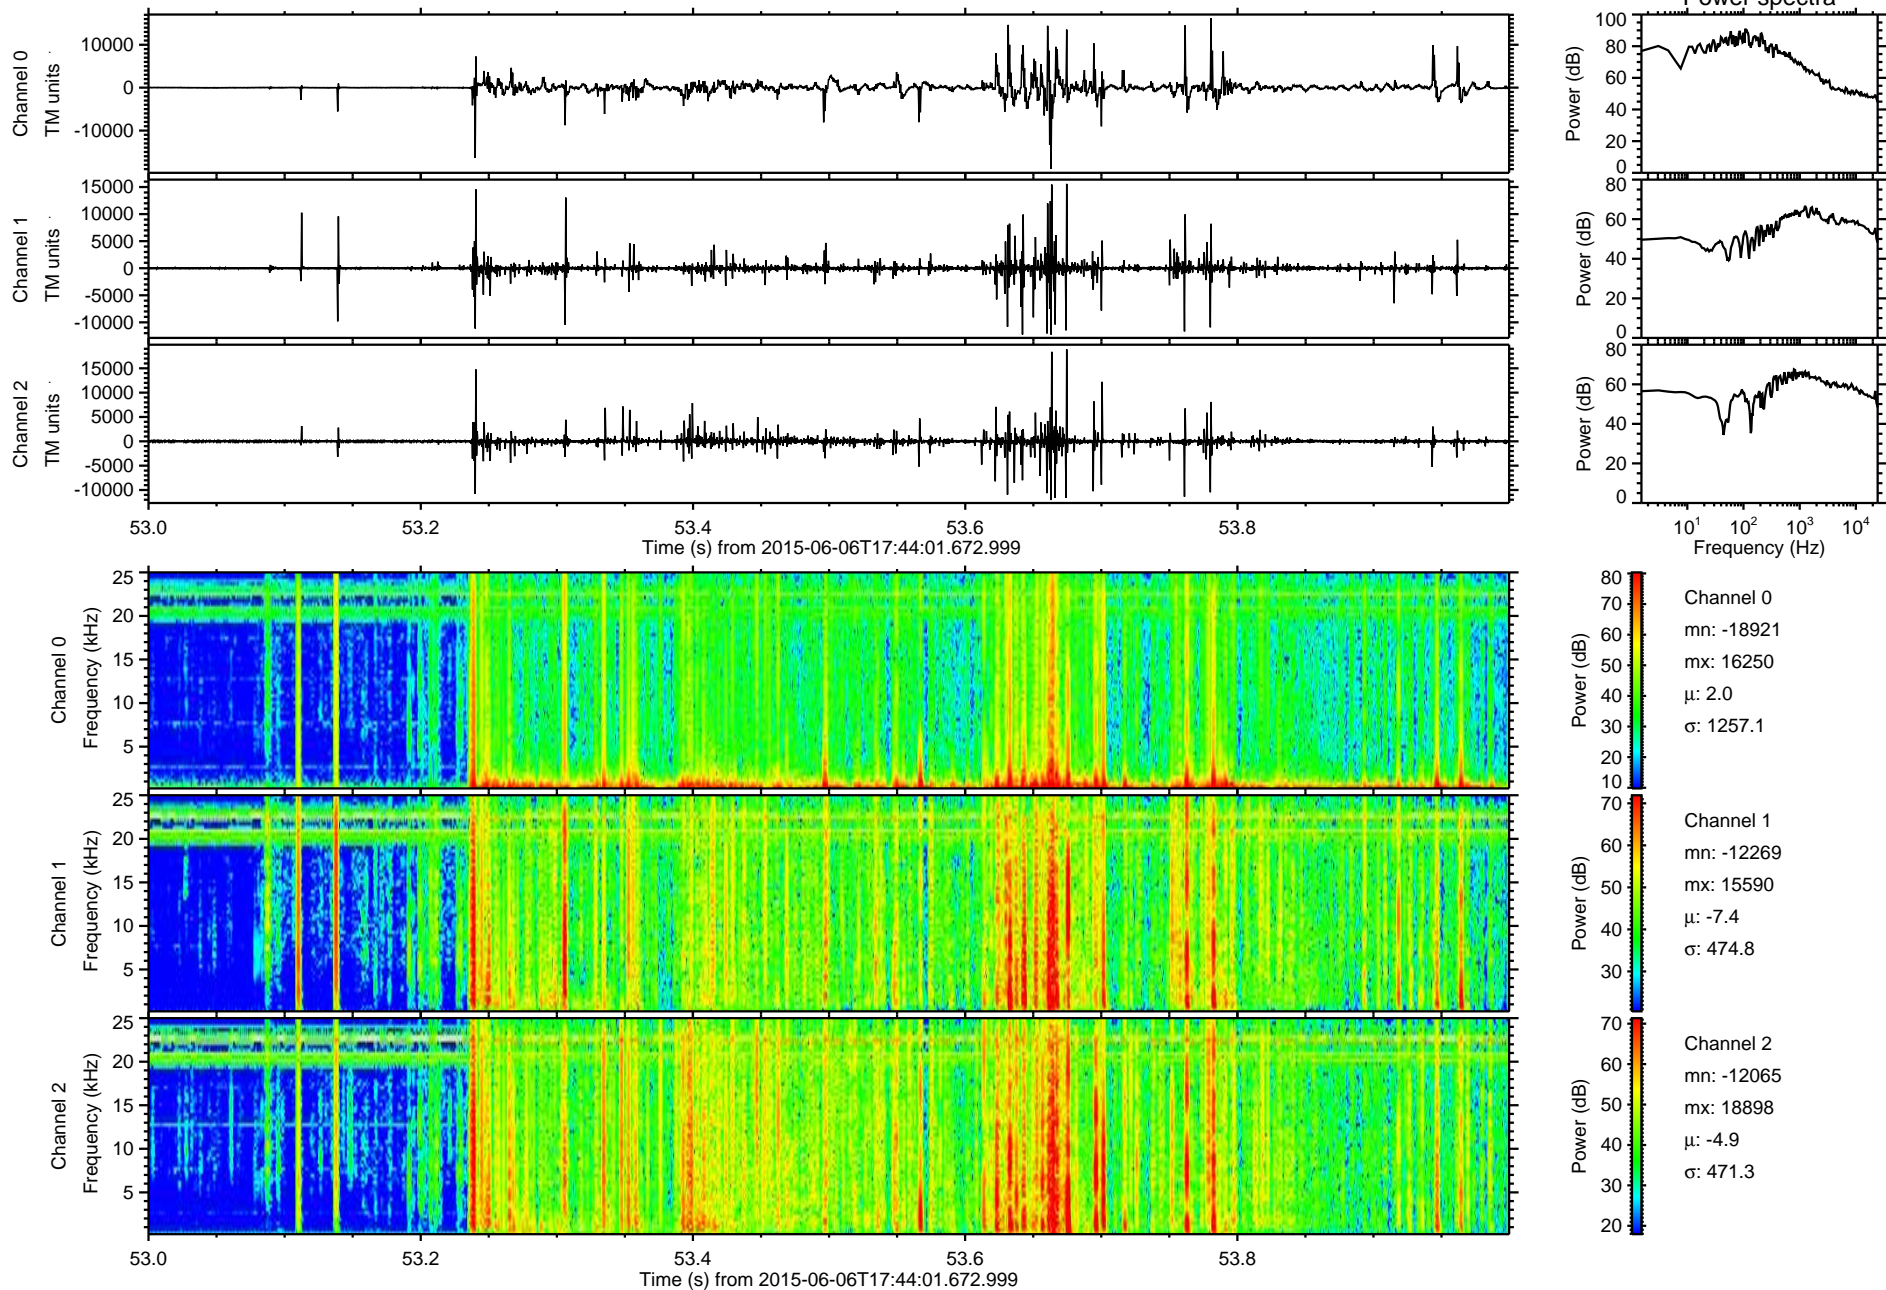 Power spectra
Channel 0
TM units
10000
0
-10000
Power (dB)
100
80
60
40
20
0
Channel 1
TM units
15000
10000
5000
0
-5000
-10000
Power (dB)
80
60
40
20
0
Channel 2
TM units
15000
10000
5000
0
-5000
-10000
Power (dB)
80
60
40
20
0
53.0 53.2 53.4 53.6 53.8
Time (s) from 2015-06-06T17:44:01.672.999
10¹ 10² 10³ 10⁴
Frequency (Hz)
Channel 0
Frequency (kHz)
25
20
15
10
5
Power (dB)
80
70
60
50
40
30
20
10
Channel 0
mn: -18921
mx: 16250
μ: 2.0
σ: 1257.1
Channel 1
Frequency (kHz)
25
20
15
10
5
Power (dB)
70
60
50
40
30
Channel 1
mn: -12269
mx: 15590
μ: -7.4
σ: 474.8
Channel 2
Frequency (kHz)
25
20
15
10
5
Power (dB)
70
60
50
40
30
20
Channel 2
mn: -12065
mx: 18898
μ: -4.9
σ: 471.3
53.0 53.2 53.4 53.6 53.8
Time (s) from 2015-06-06T17:44:01.672.999